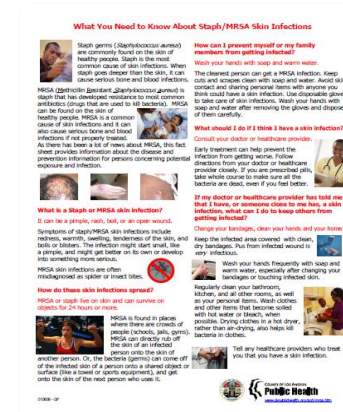 What You Need to Know About Staph/MRSA Skin Infections
Staph germs (Staphylococcus aureus)
are commonly found on the skin of
healthy people. Staph is the most
common cause of skin infections. When
staph goes deeper than the skin, it can
cause serious bone and blood infections.
MRSA (Methicillin Resistant Staphylococcus aureus) is
staph that has developed resistance to most common
antibiotics (drugs that are used to kill bacteria). MRSA
can be found on the skin of
healthy people. MRSA is a common
cause of skin infections and it can
also cause serious bone and blood
infections if not properly treated.
As there has been a lot of news about MRSA, this fact
sheet provides information about the disease and
prevention information for persons concerning potential
exposure and infection.
What is a Staph or MRSA skin infection?
It can be a pimple, rash, boil, or an open wound.
Symptoms of staph/MRSA skin infections include
redness, warmth, swelling, tenderness of the skin, and
boils or blisters. The infection might start small, like
a pimple, and might get better on its own or develop
into something more serious.
MRSA skin infections are often
misdiagnosed as spider or insect bites.
How do these skin infections spread?
MRSA or staph live on skin and can survive on
objects for 24 hours or more.
MRSA is found in places
where there are crowds of
people (schools, jails, gyms).
MRSA can directly rub off
the skin of an infected
person onto the skin of
another person. Or, the bacteria (germs) can come off
of the infected skin of a person onto a shared object or
surface (like a towel or sports equipment), and get
onto the skin of the next person who uses it.
How can I prevent myself or my family
members from getting infected?
Wash your hands with soap and warm water.
The cleanest person can get a MRSA infection. Keep
cuts and scrapes clean with soap and water. Avoid skin
contact and sharing personal items with anyone you
think could have a skin infection. Use disposable gloves
to take care of skin infections. Wash your hands with
soap and water after removing the gloves and dispose
of them carefully.
What should I do if I think I have a skin infection?
Consult your doctor or healthcare provider.
Early treatment can help prevent the
infection from getting worse. Follow
directions from your doctor or healthcare
provider closely. If you are prescribed pills,
take whole course to make sure all the
bacteria are dead, even if you feel better.
If my doctor or healthcare provider has told me
that I have, or someone close to me has, a skin
infection, what can I do to keep others from
getting infected?
Change your bandages, clean your hands and your home.
Keep the infected area covered with clean,
dry bandages. Pus from infected wound is
very infectious.
Wash your hands frequently with soap and
warm water, especially after changing your
bandages or touching infected skin.
Regularly clean your bathroom,
kitchen, and all other rooms, as well
as your personal items. Wash clothes
and other items that become soiled
with hot water or bleach, when
possible. Drying clothes in a hot dryer,
rather than air-drying, also helps kill
bacteria in clothes.
Tell any healthcare providers who treat
you that you have a skin infection.
COUNTY OF LOS ANGELES
Public Health